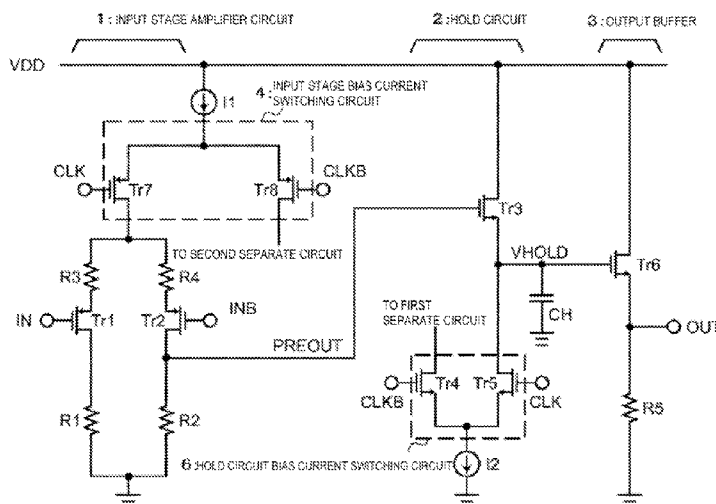 1 : INPUT STAGE AMPLIFIER CIRCUIT
2 : HOLD CIRCUIT
3 : OUTPUT BUFFER
VDD
I1
4 : INPUT STAGE BIAS CURRENT
SWITCHING CIRCUIT
CLK
Tr7
Tr8
CLKB
Tr3
TO SECOND SEPARATE CIRCUIT
VHOLD
Tr6
R3
R4
IN
Tr1
Tr2
INB
TO FIRST
SEPARATE CIRCUIT
CH
OUT
PREOUT
Tr4
Tr5
CLKB
CLK
R1
R2
R5
6 : HOLD CIRCUIT BIAS CURRENT SWITCHING CIRCUIT
I2